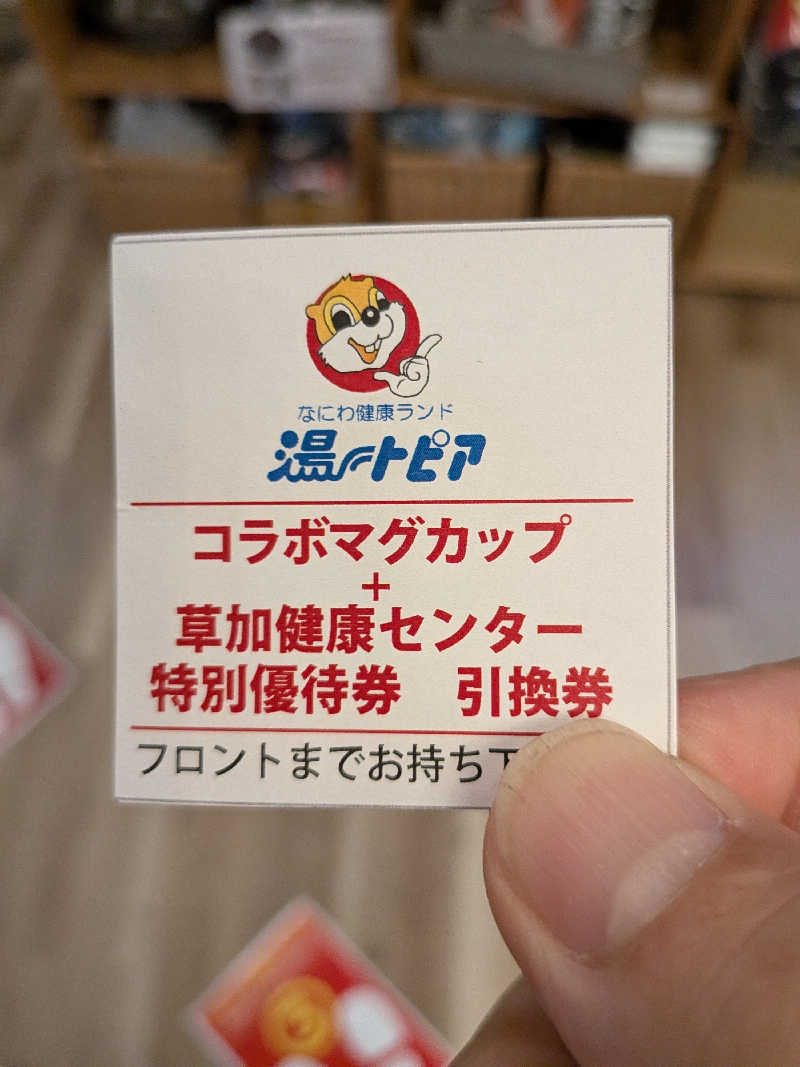 なにわ健康ランド
湯〜トピア
コラボマグカップ
+
草加健康センター
特別優待券 引換券
フロントまでお持ち下